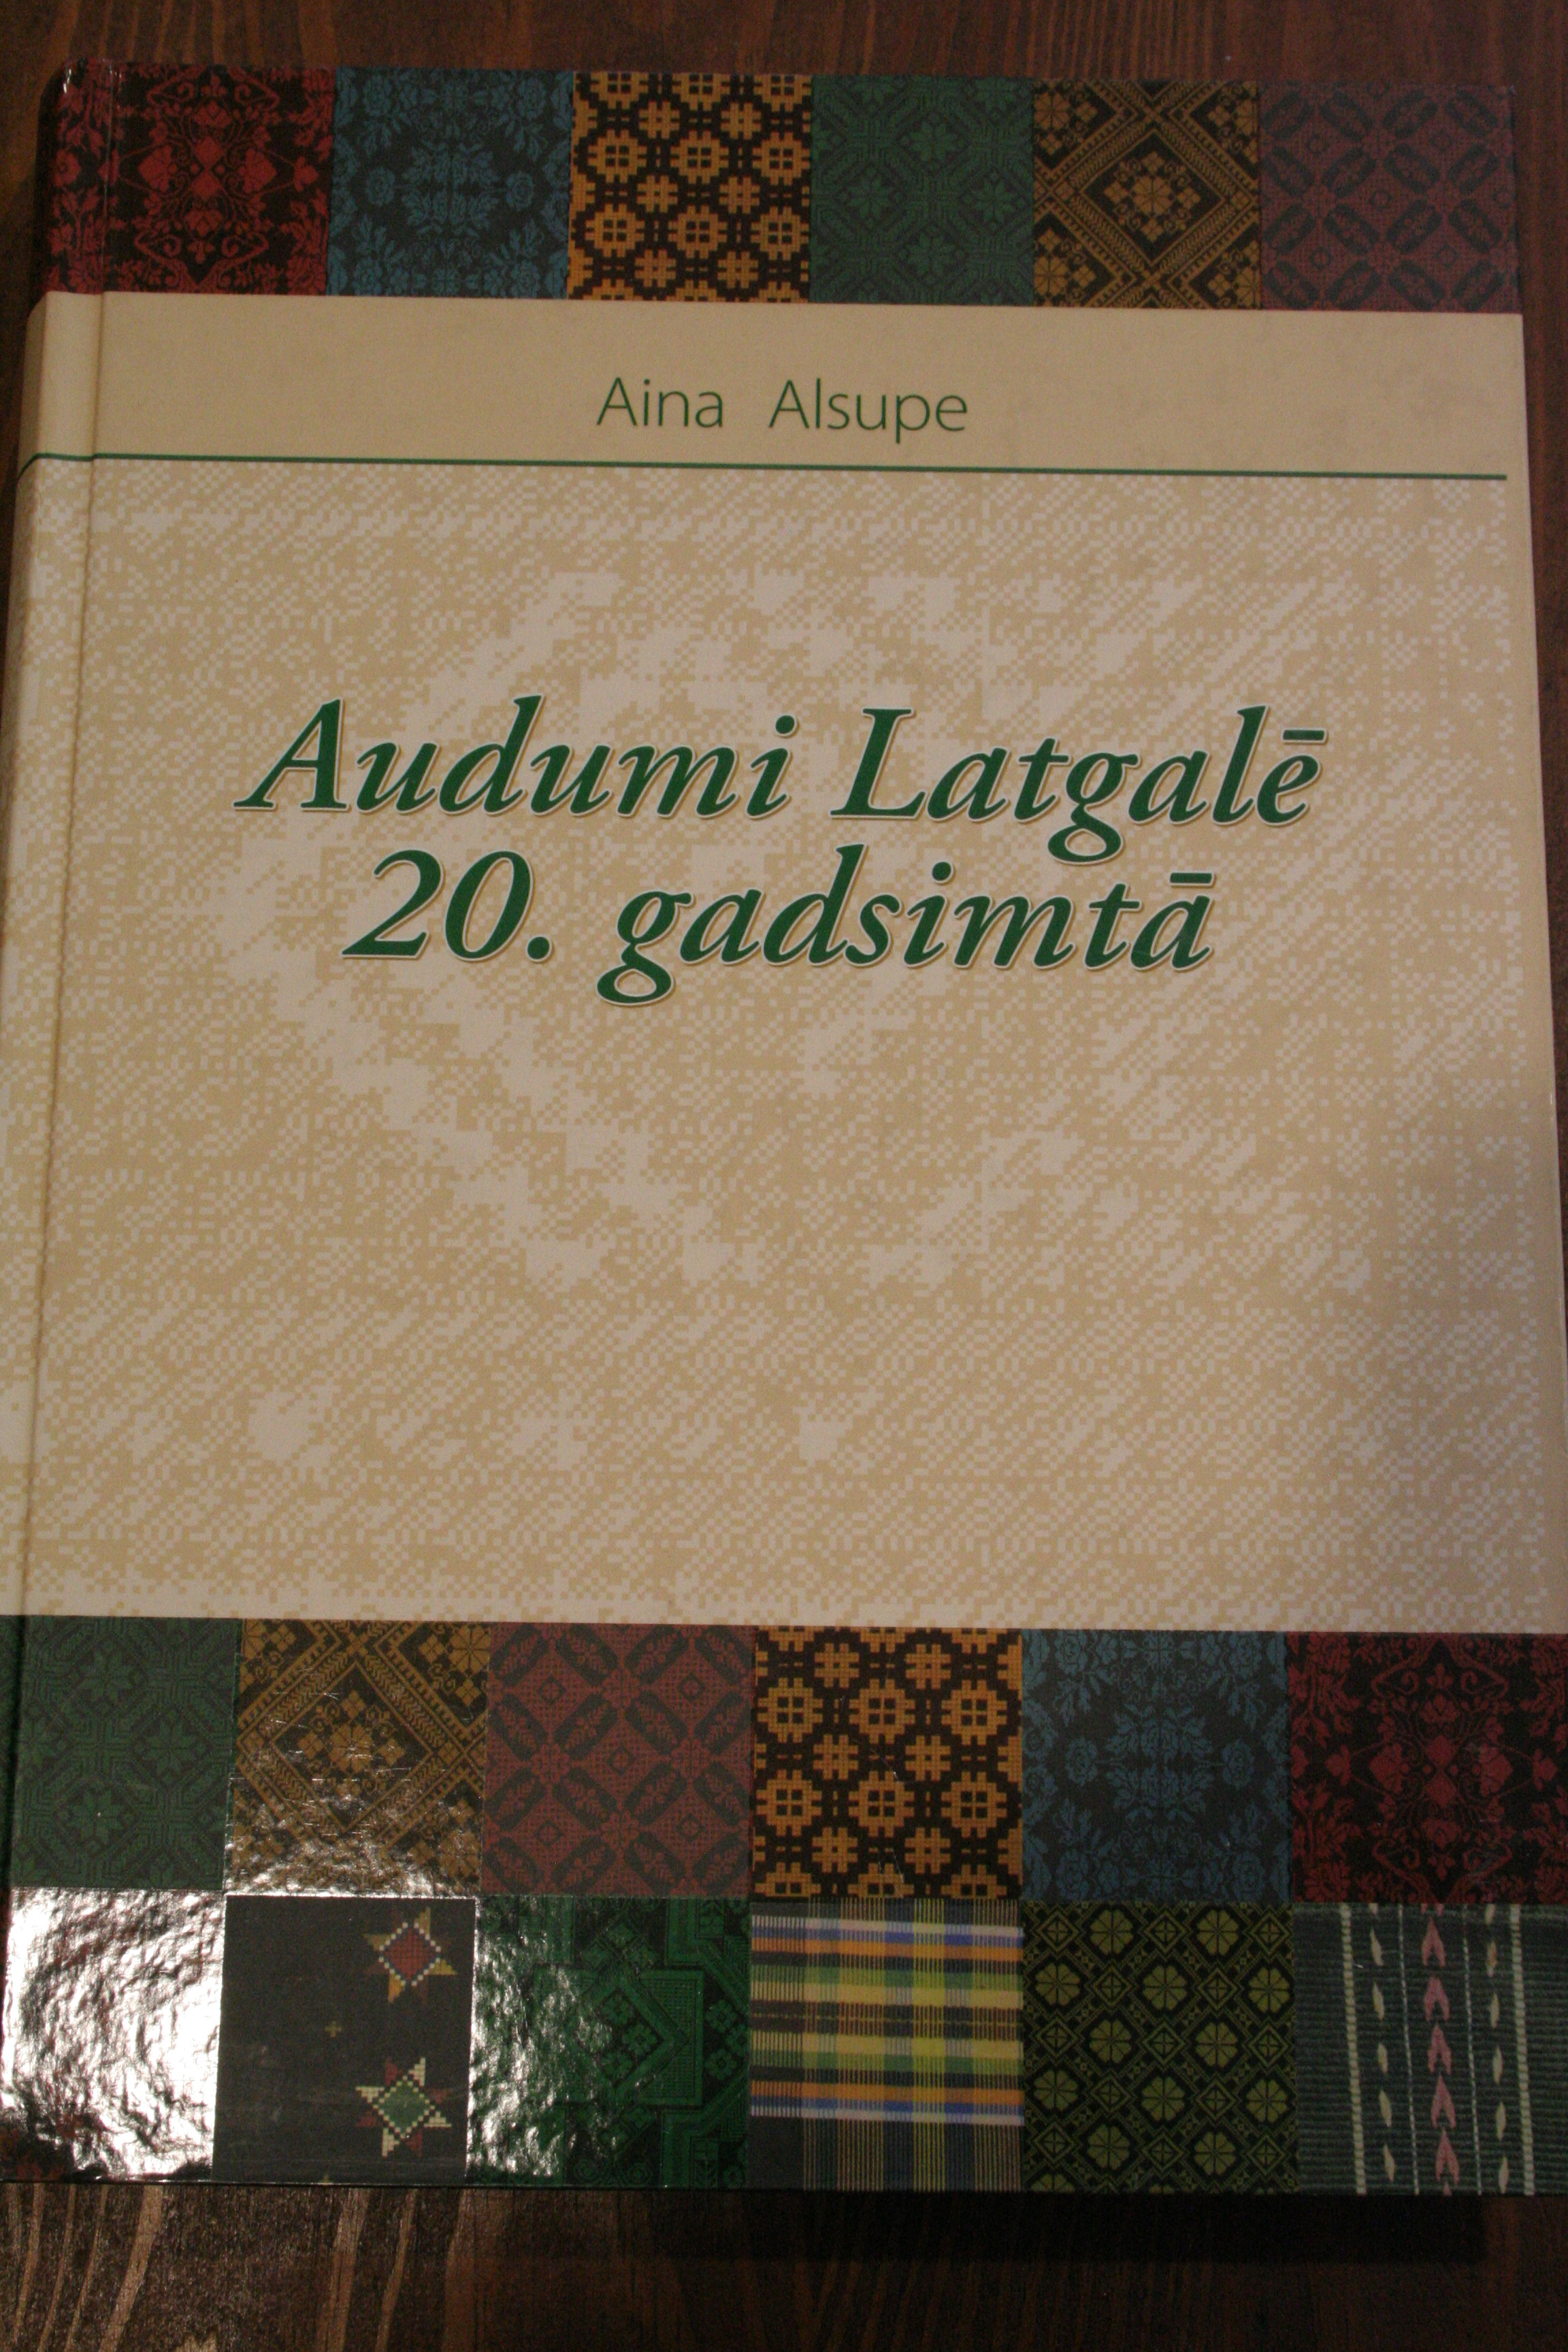 Aina Alsupe
Audumi Latgalē
20. gadsimtā